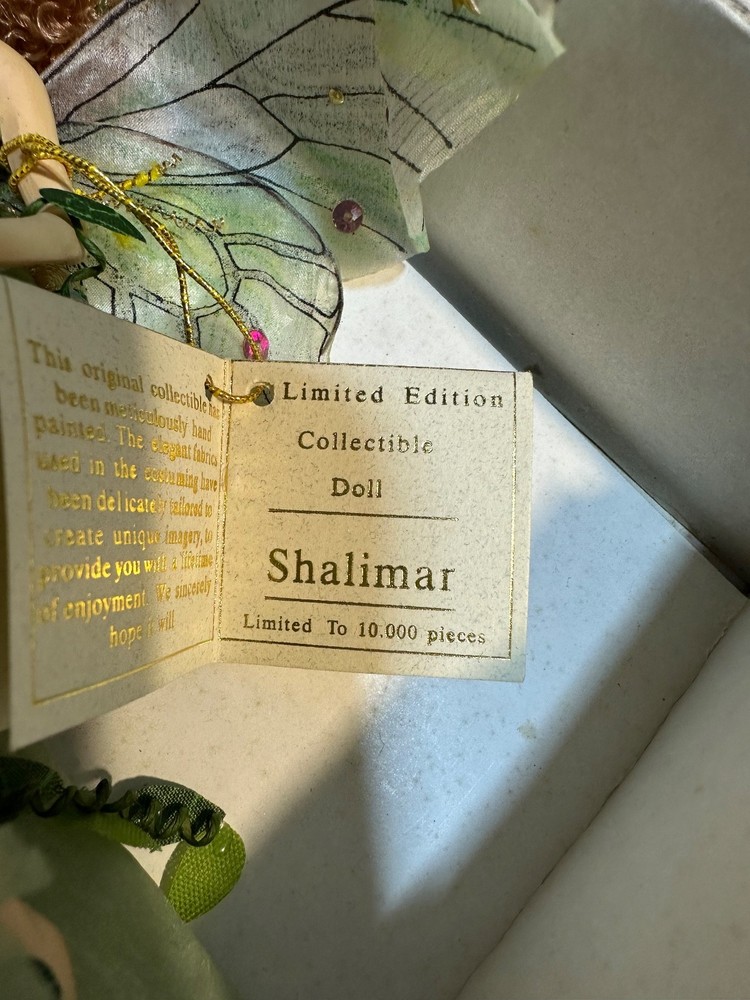 This original collectible has
been meticulously hand
painted. The elegant fabrics
used in the costuming have
been delicately tailored to
create unique imagery, to
provide you with a lifetime
of enjoyment. We sincerely
hope it will
Limited Edition
Collectible
Doll
Shalimar
Limited To 10.000 pieces